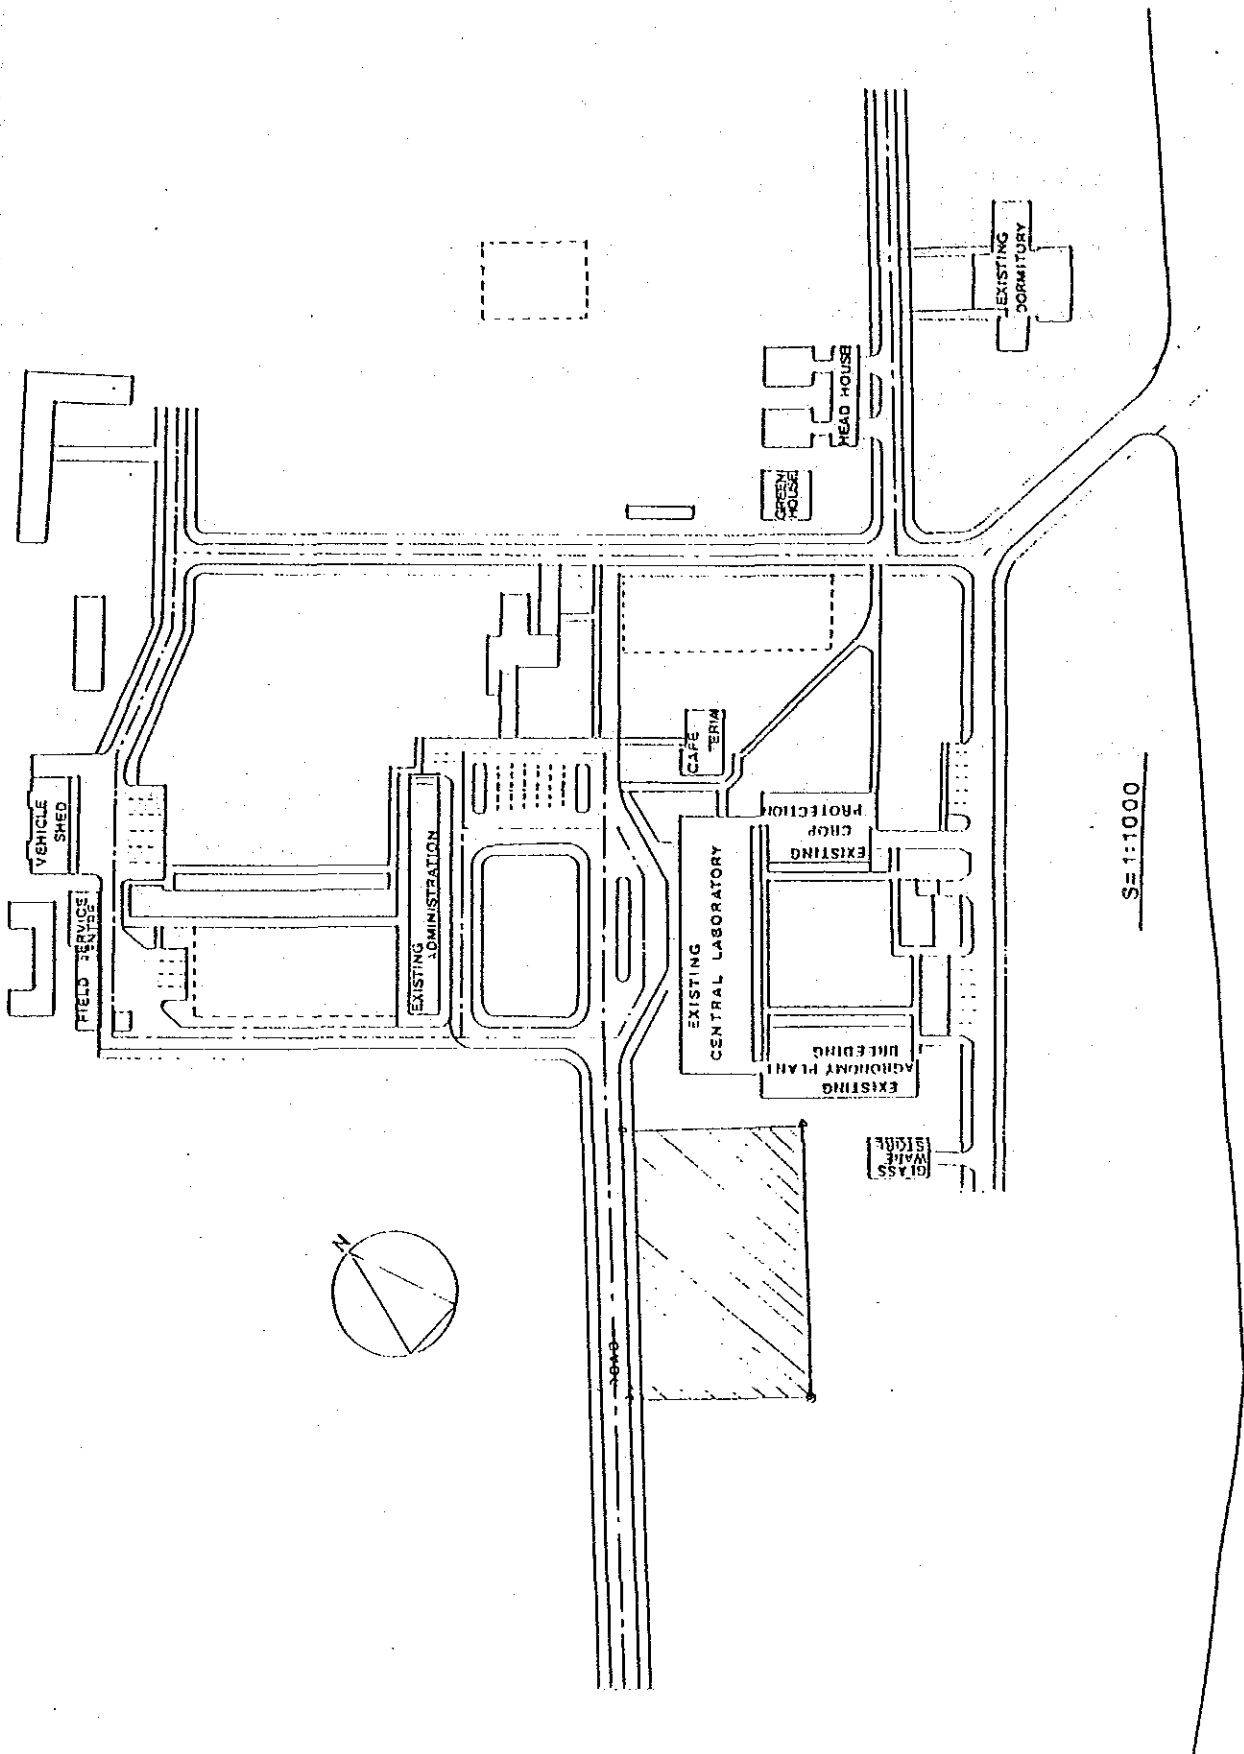 VEHICLE
SHED
FIELD SERVICE
CENTRE
EXISTING
ADMINISTRATION
EXISTING
DORMITORY
HEAD HOUSE
GREEN
HOUSE
CAFE
TERIA
EXISTING
CROP
PROTECTION
EXISTING
CENTRAL LABORATORY
EXISTING
AGRONOMY PLANT
BREEDING
GLASS
WARE
STORE
N
ROAD
S=1:1000